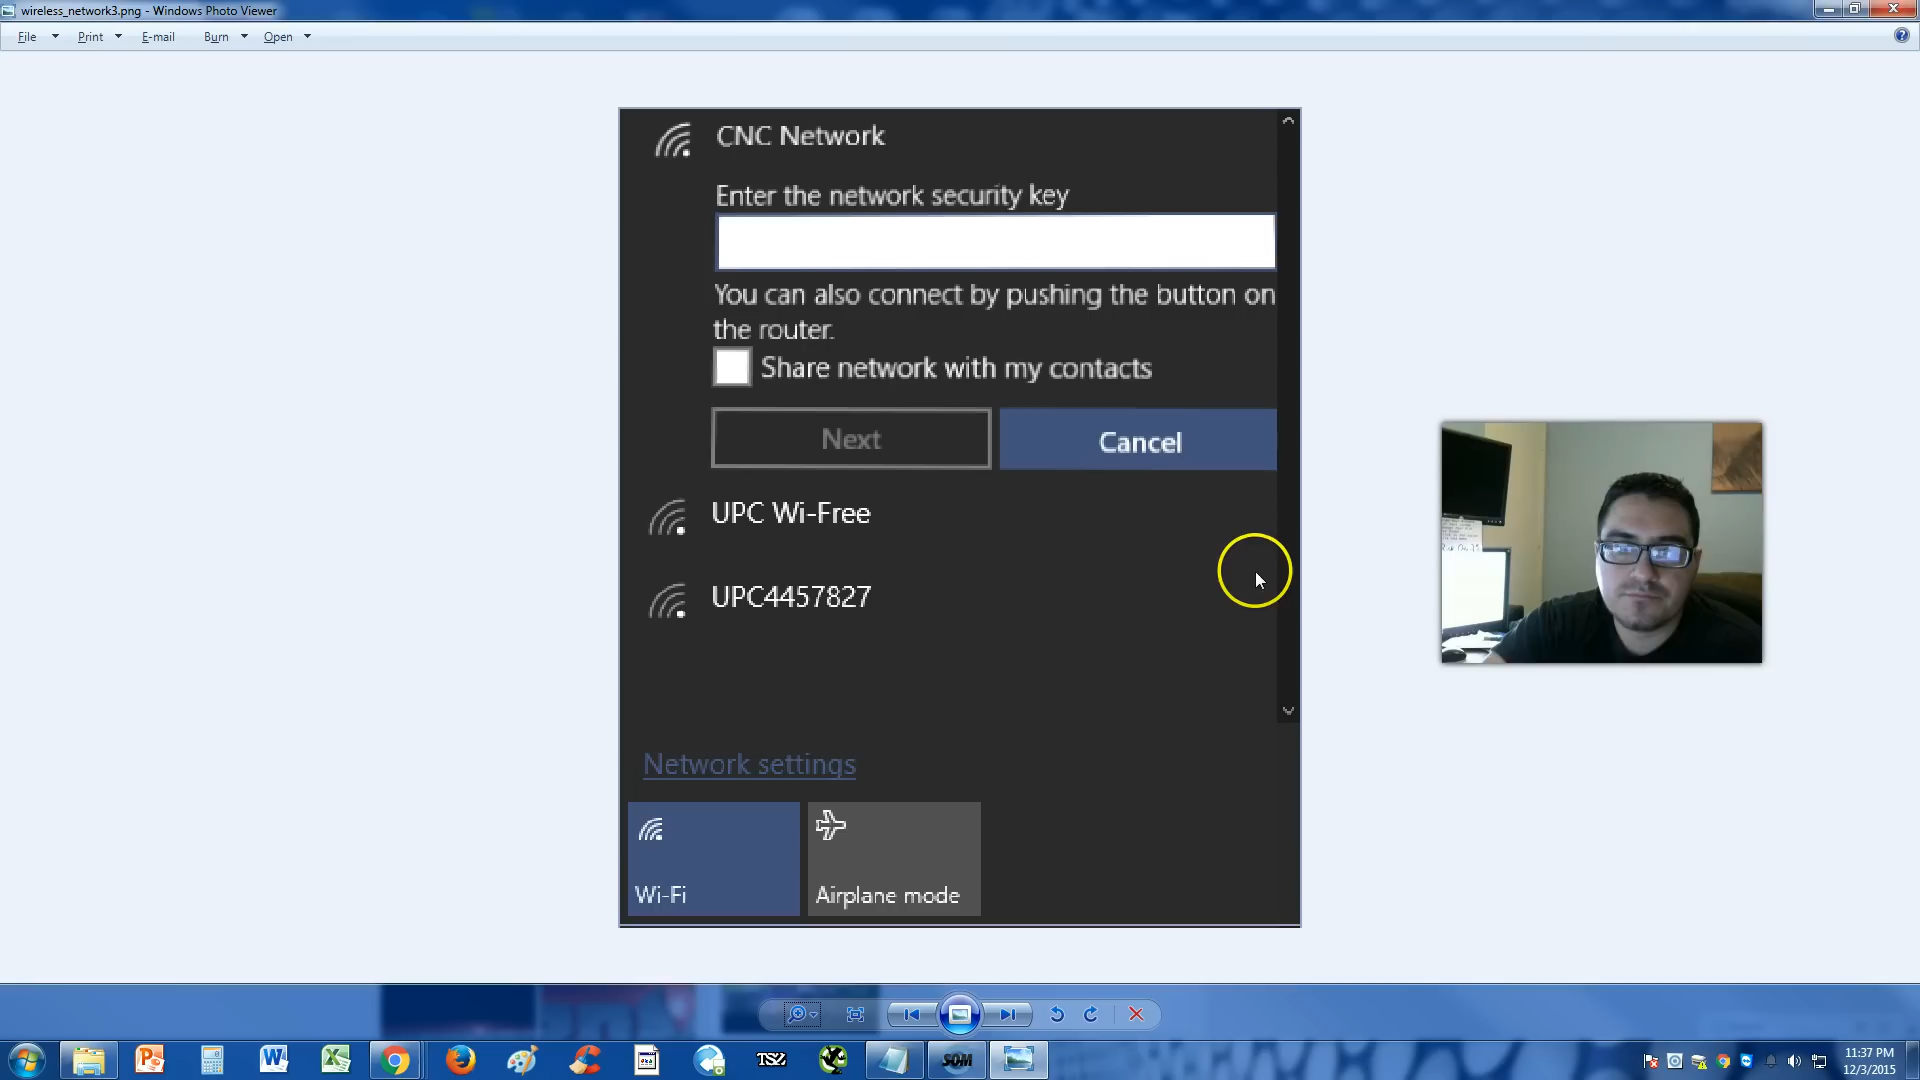 wireless_network3.png - Windows Photo Viewer
File Print E-mail Burn Open
CNC Network
Enter the network security key
You can also connect by pushing the button on
the router.
Share network with my contacts
Next Cancel
UPC Wi-Free
UPC4457827
Network settings
Wi-Fi Airplane mode
TS2 SOM
11:37 PM
12/3/2015